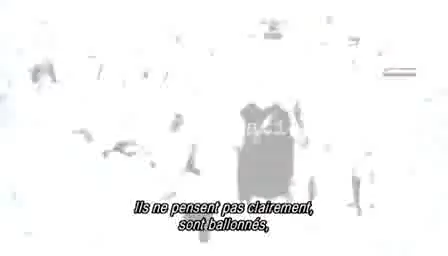 Ils ne pensent pas clairement,
sont ballonnés,